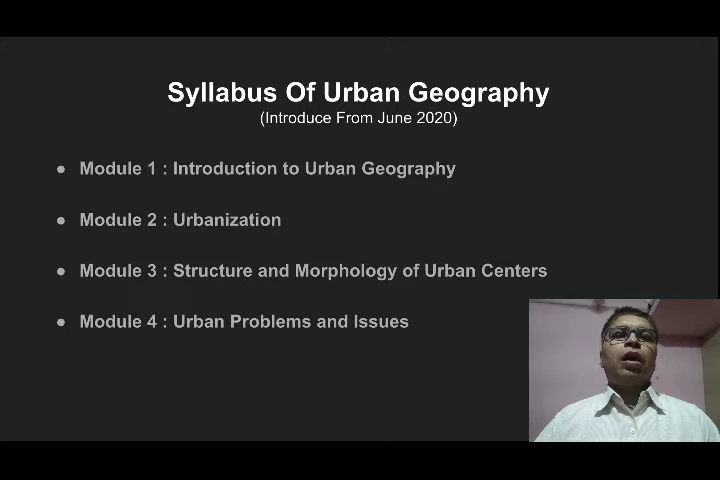 Syllabus Of Urban Geography
(Introduce From June 2020)
● Module 1 : Introduction to Urban Geography
● Module 2 : Urbanization
● Module 3 : Structure and Morphology of Urban Centers
● Module 4 : Urban Problems and Issues